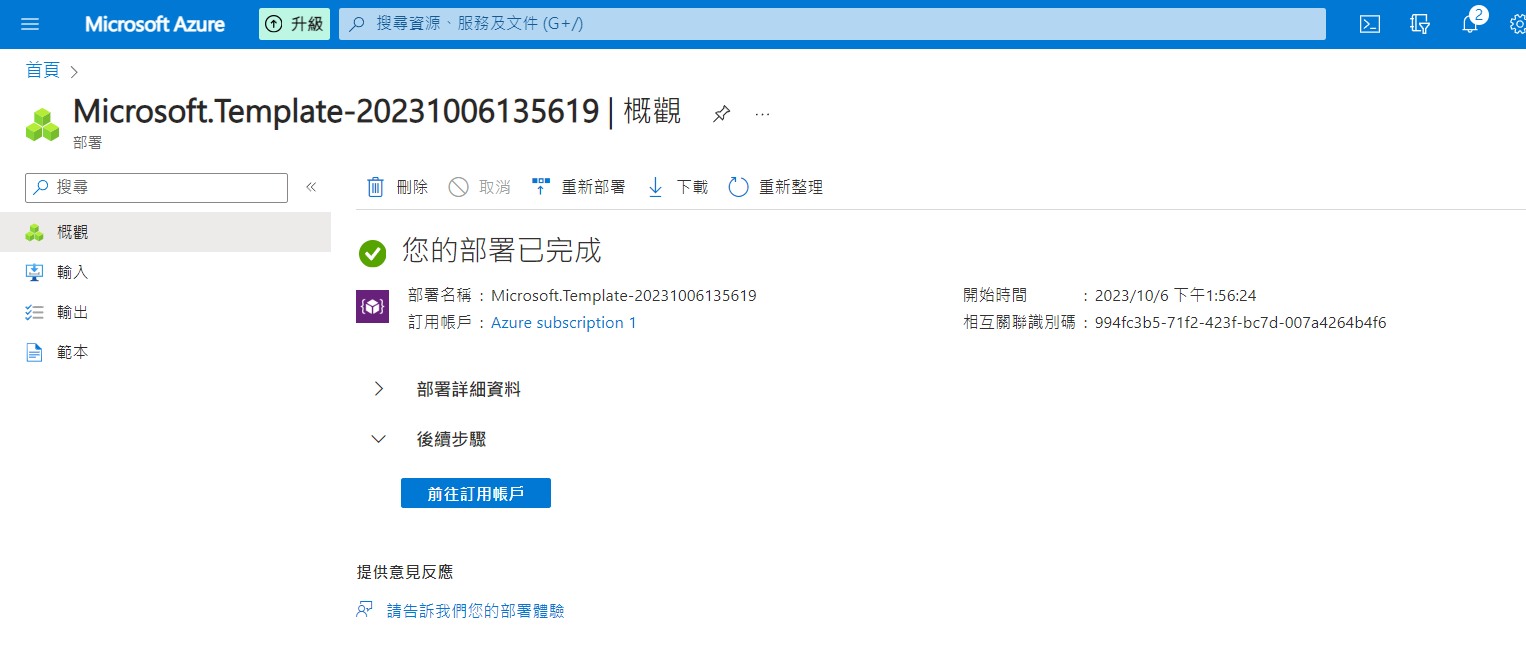 Microsoft Azure 升級 搜尋資源、服務及文件 (G+/) 2
首頁
Microsoft.Template-20231006135619 | 概觀 ...
部署
搜尋 «
刪除 取消 重新部署 下載 重新整理
概觀
輸入
輸出
範本
您的部署已完成
部署名稱 : Microsoft.Template-20231006135619
訂用帳戶 : Azure subscription 1
開始時間 : 2023/10/6 下午1:56:24
相互關聯識別碼 : 994fc3b5-71f2-423f-bc7d-007a4264b4f6
部署詳細資料
後續步驟
前往訂用帳戶
提供意見反應
請告訴我們您的部署體驗